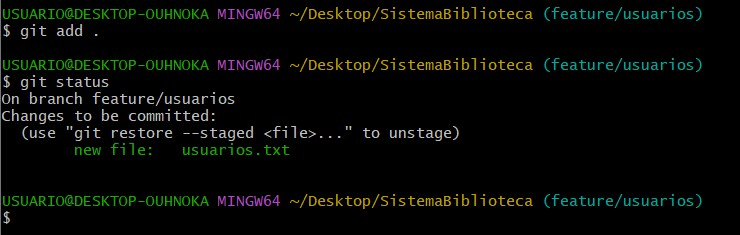 USUARIO@DESKTOP-OUHNOKA MINGW64 ~/Desktop/SistemaBiblioteca (feature/usuarios)
$ git add .
USUARIO@DESKTOP-OUHNOKA MINGW64 ~/Desktop/SistemaBiblioteca (feature/usuarios)
$ git status
On branch feature/usuarios
Changes to be committed:
  (use "git restore --staged <file>..." to unstage)
        new file:   usuarios.txt
USUARIO@DESKTOP-OUHNOKA MINGW64 ~/Desktop/SistemaBiblioteca (feature/usuarios)
$